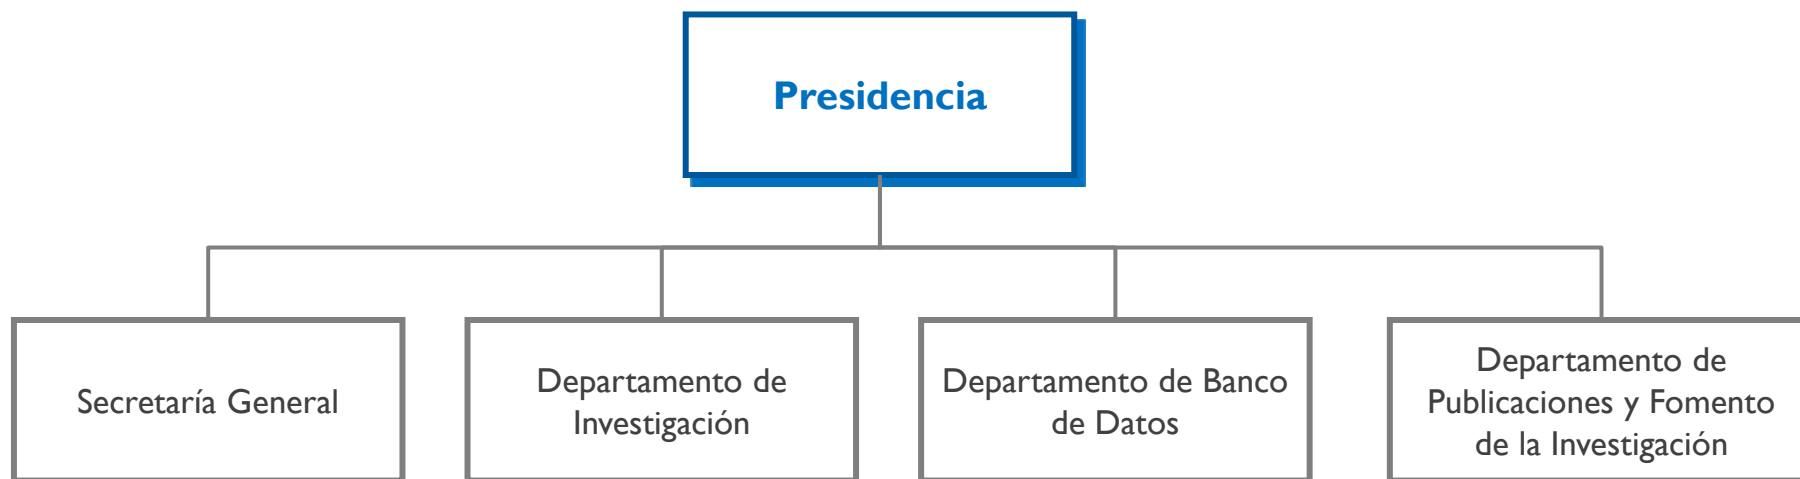 Presidencia
Secretaría General
Departamento de
Investigación
Departamento de Banco
de Datos
Departamento de
Publicaciones y Fomento
de la Investigación